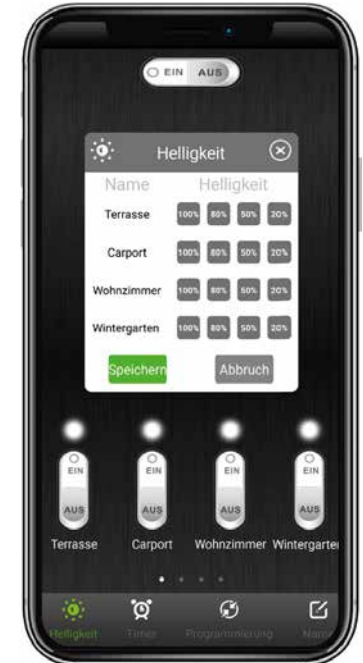 EIN AUS
Helligkeit
Name Helligkeit
Terrasse 100% 80% 50% 20%
Carport 100% 80% 50% 20%
Wohnzimmer 100% 80% 50% 20%
Wintergarten 100% 80% 50% 20%
Speichern Abbruch
EIN EIN EIN EIN
AUS AUS AUS AUS
Terrasse Carport Wohnzimmer Wintergarten
Helligkeit Timer Programmierung Name